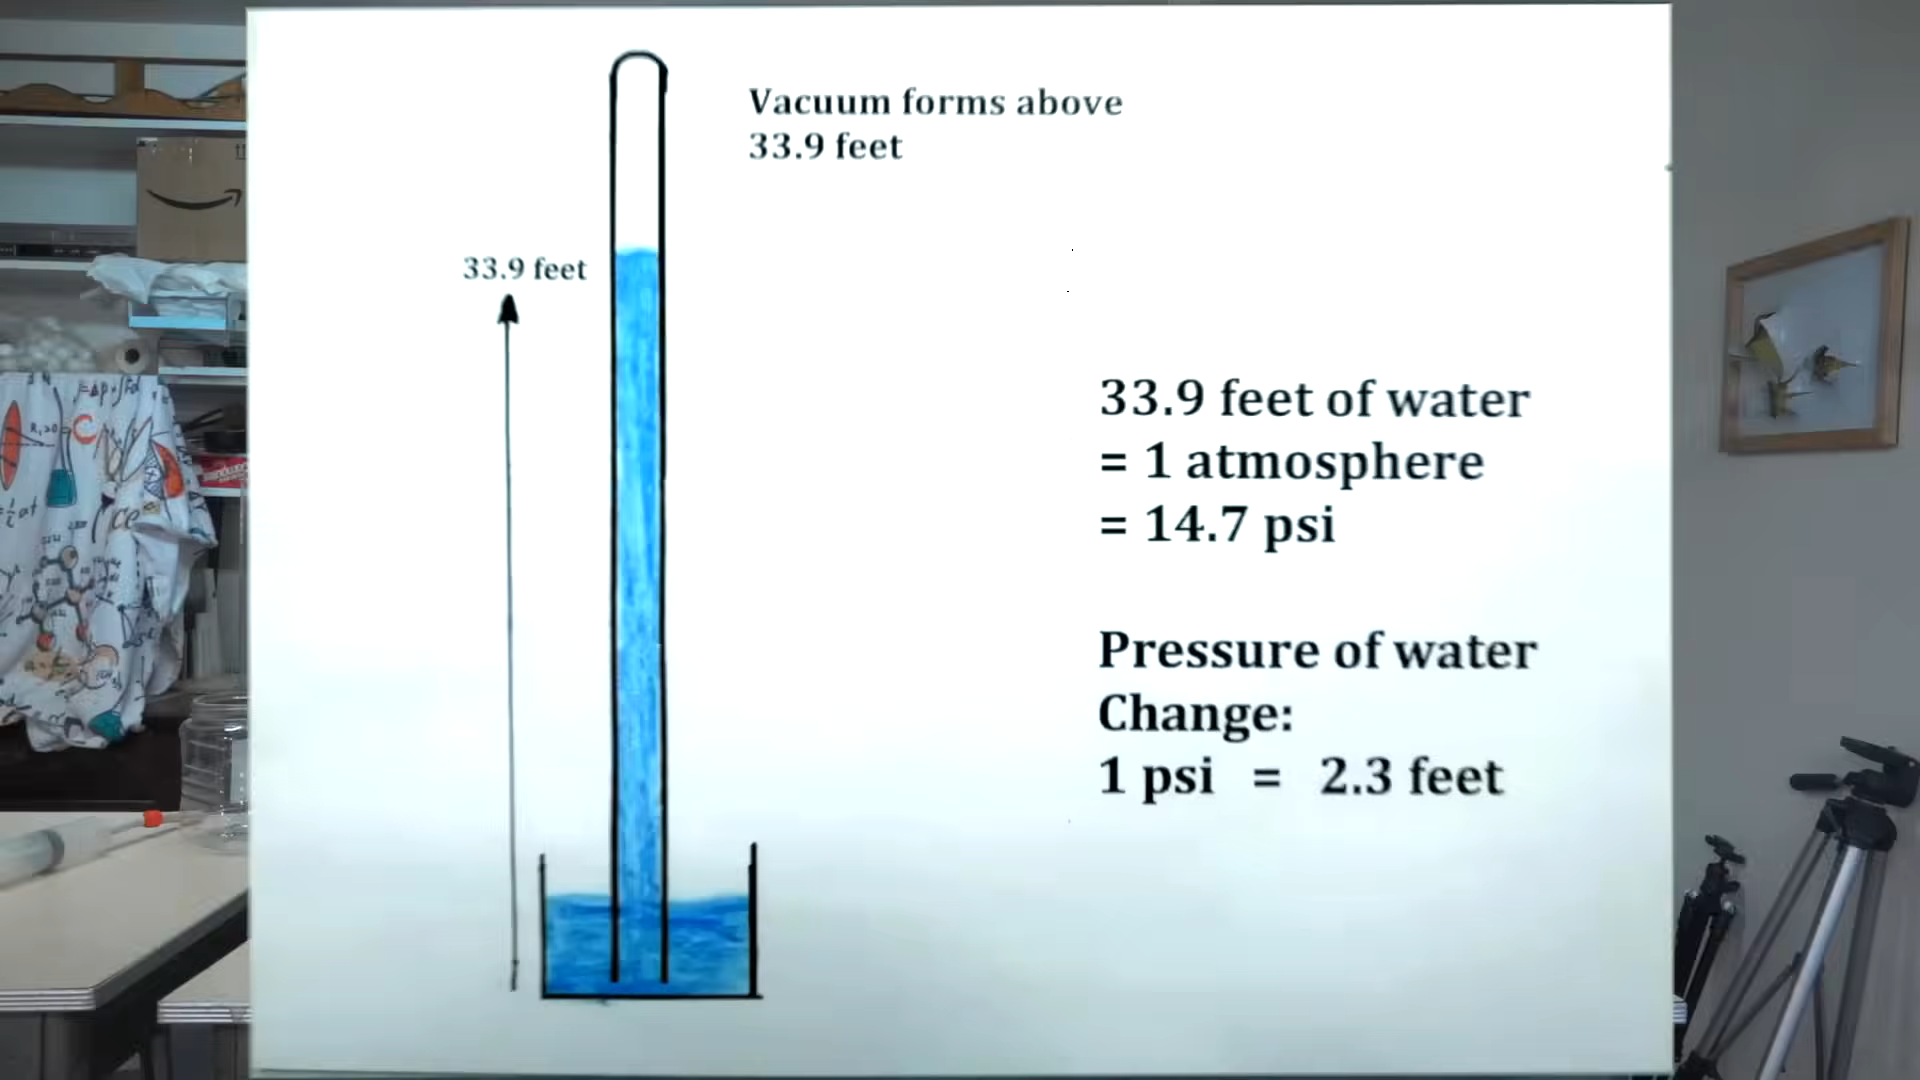 Vacuum forms above
33.9 feet
33.9 feet
33.9 feet of water
= 1 atmosphere
= 14.7 psi
Pressure of water
Change:
1 psi = 2.3 feet